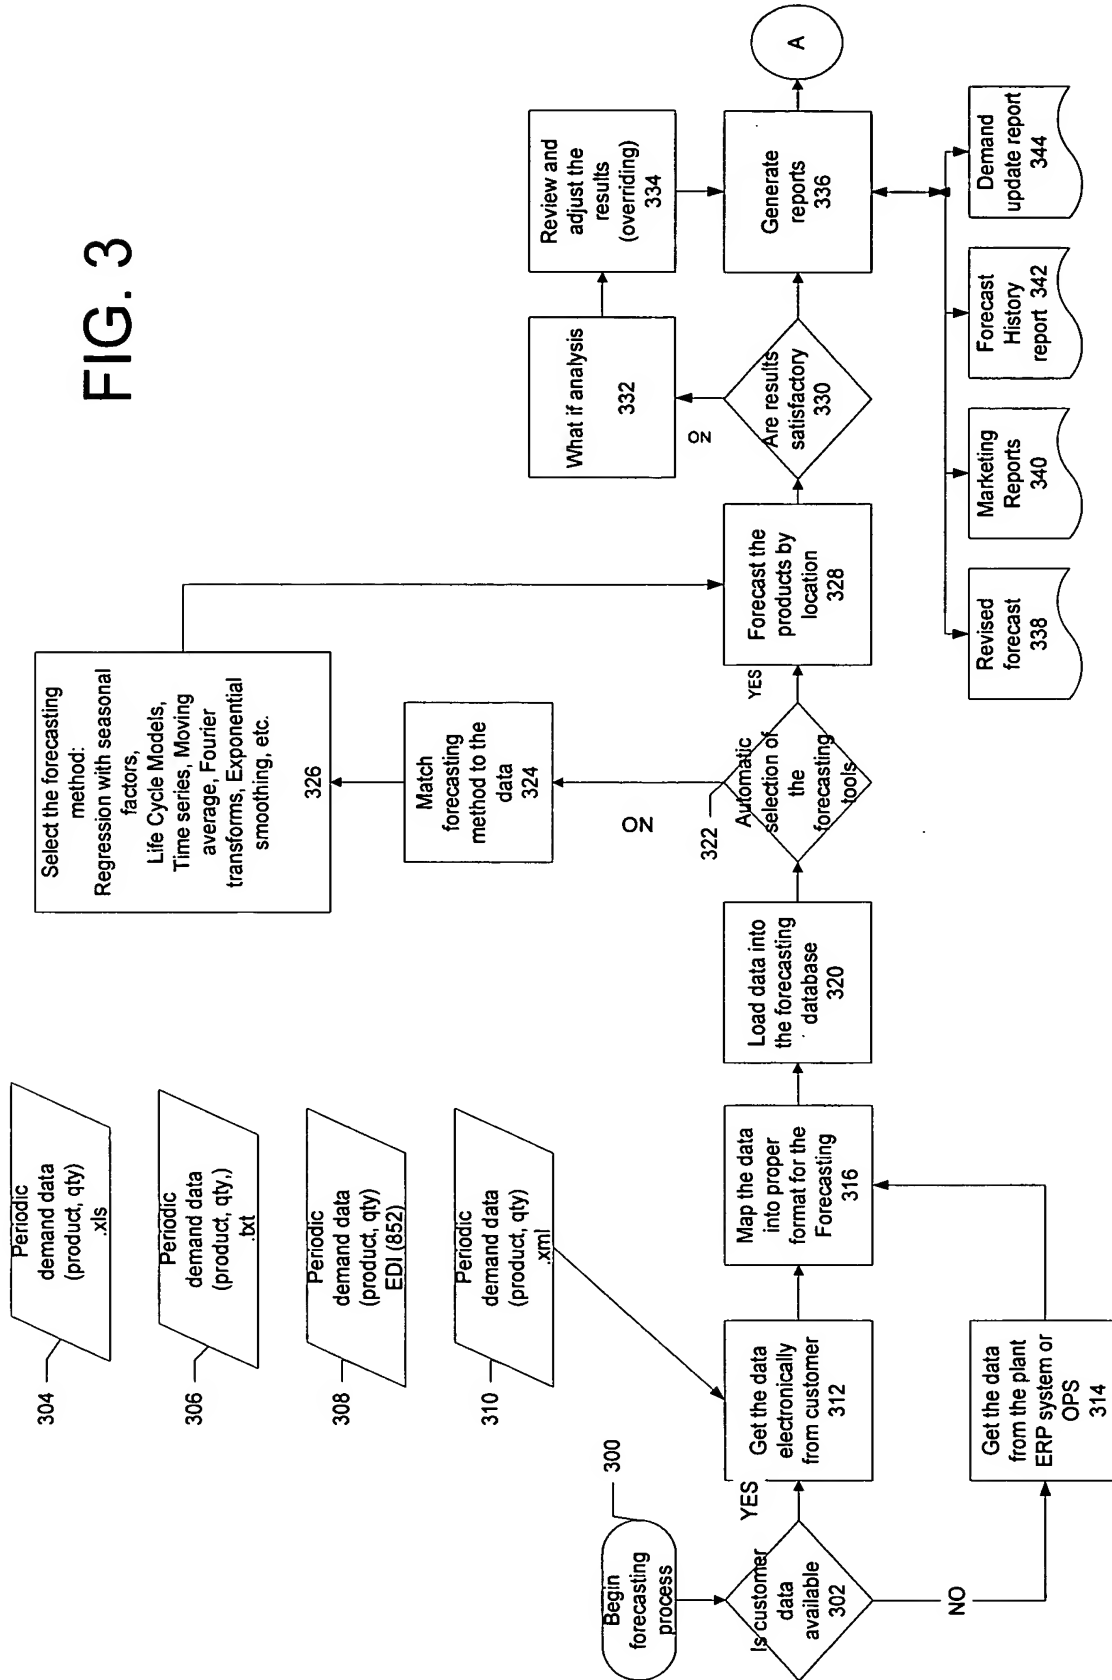 FIG. 3
304
Periodic
demand data
(product, qty)
.xls
306
Periodic
demand data
(product, qty,)
.txt
308
Periodic
demand data
(product, qty)
EDI (852)
310
Periodic
demand data
(product, qty)
.xml
300
Begin
forecasting
process
Is customer
data
available
302
YES
NO
Get the data
electronically
from customer
312
Get the data
from the plant
ERP system or
OPS
314
Map the data
into proper
format for the
Forecasting
316
Load data into
the forecasting
database
320
322
Automatic
selection of
the
forecasting
tools
ON
YES
Match
forecasting
method to the
data
324
Select the forecasting
method:
Regression with seasonal
factors,
Life Cycle Models,
Time series, Moving
average, Fourier
transforms, Exponential
smoothing, etc.
326
Forecast the
products by
location
328
Are results
satisfactory
330
ON
What if analysis
332
Review and
adjust the
results
(overriding)
334
Generate
reports
336
A
Revised
forecast
338
Marketing
Reports
340
Forecast
History
report 342
Demand
update report
344